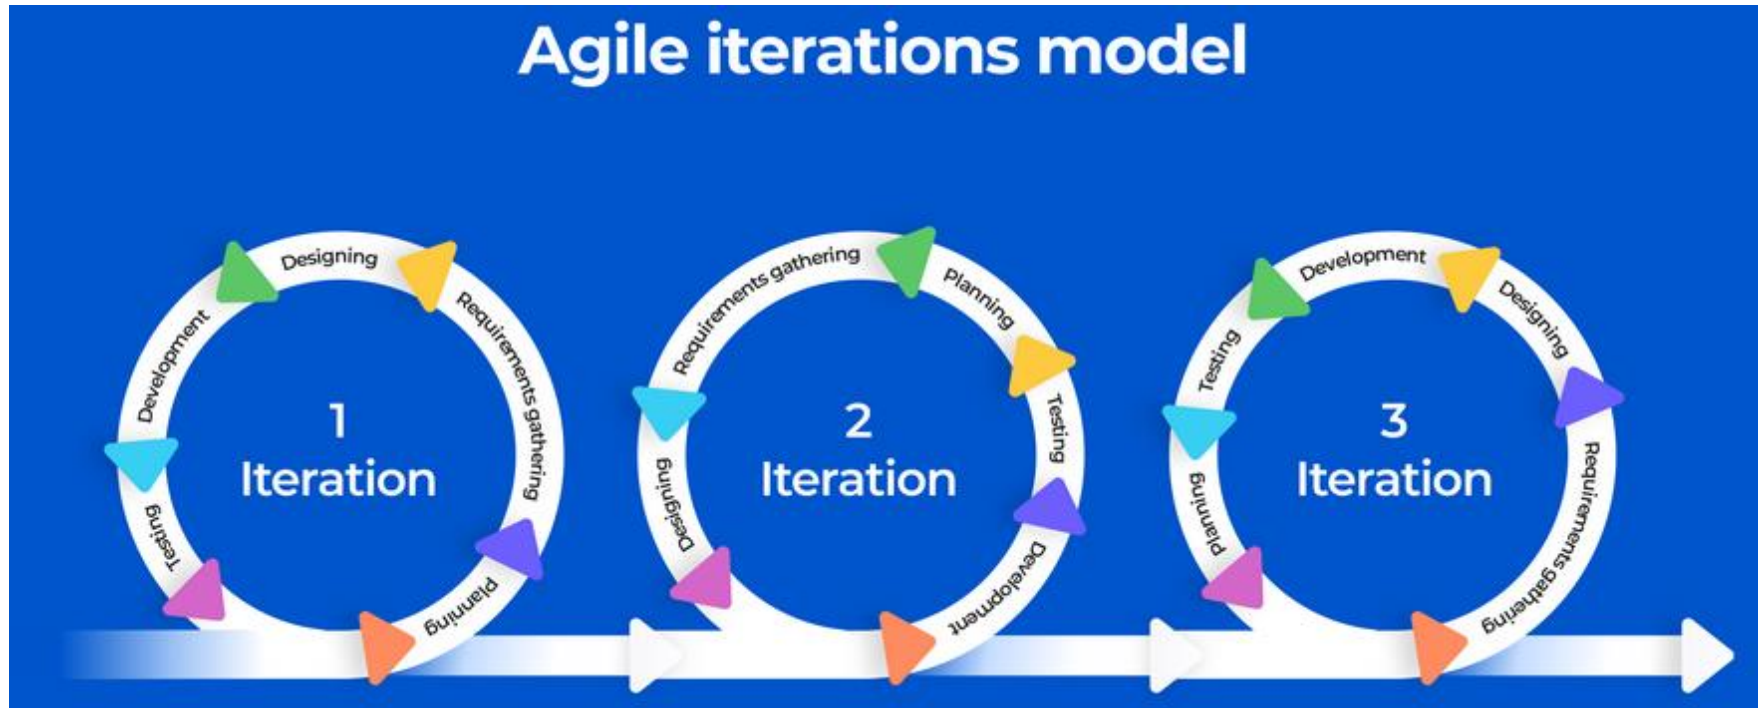 Agile iterations model
Designing
Requirements gathering
Planning
Development
Testing
1
Iteration
Requirements gathering
Planning
Testing
Development
Designing
2
Iteration
Development
Designing
Requirements gathering
Testing
Planning
3
Iteration